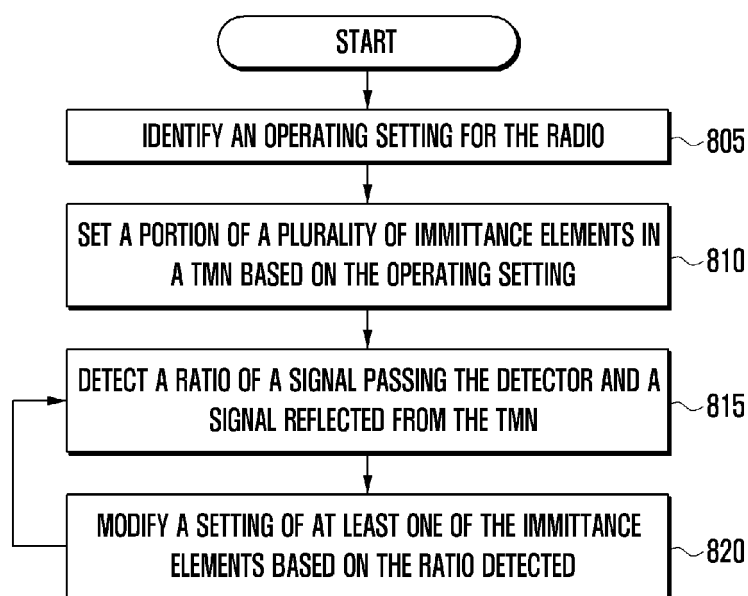 START
IDENTIFY AN OPERATING SETTING FOR THE RADIO
805
SET A PORTION OF A PLURALITY OF IMMITTANCE ELEMENTS IN
A TMN BASED ON THE OPERATING SETTING
810
DETECT A RATIO OF A SIGNAL PASSING THE DETECTOR AND A
SIGNAL REFLECTED FROM THE TMN
815
MODIFY A SETTING OF AT LEAST ONE OF THE IMMITTANCE
ELEMENTS BASED ON THE RATIO DETECTED
820